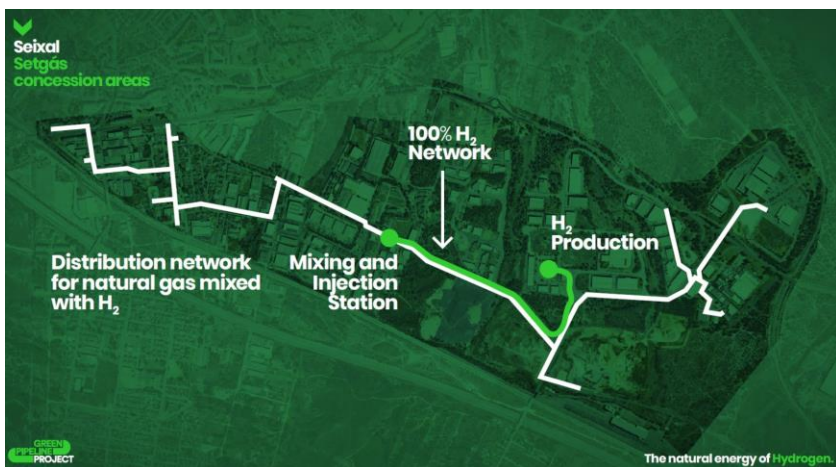 Seixal
Setgás
concession areas
100% H₂
Network
H₂
Production
Distribution network
for natural gas mixed
with H₂
Mixing and
Injection
Station
GREEN
PIPELINE
PROJECT
The natural energy of Hydrogen.